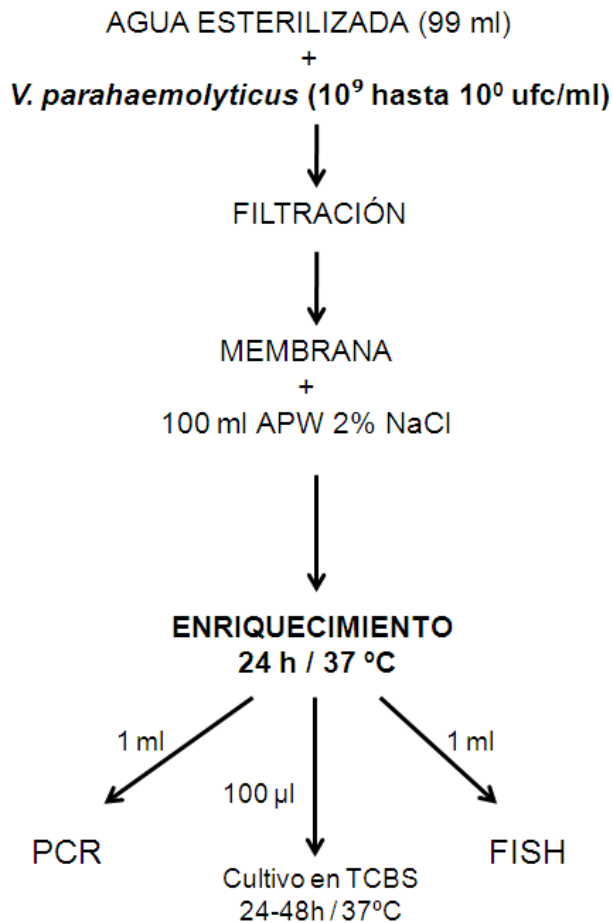 AGUA ESTERILIZADA (99 ml)
+
V. parahaemolyticus (10⁹ hasta 10⁰ ufc/ml)
FILTRACIÓN
MEMBRANA
+
100 ml APW 2% NaCl
ENRIQUECIMIENTO
24 h / 37 ºC
1 ml
100 µl
1 ml
PCR
Cultivo en TCBS
24-48h / 37ºC
FISH